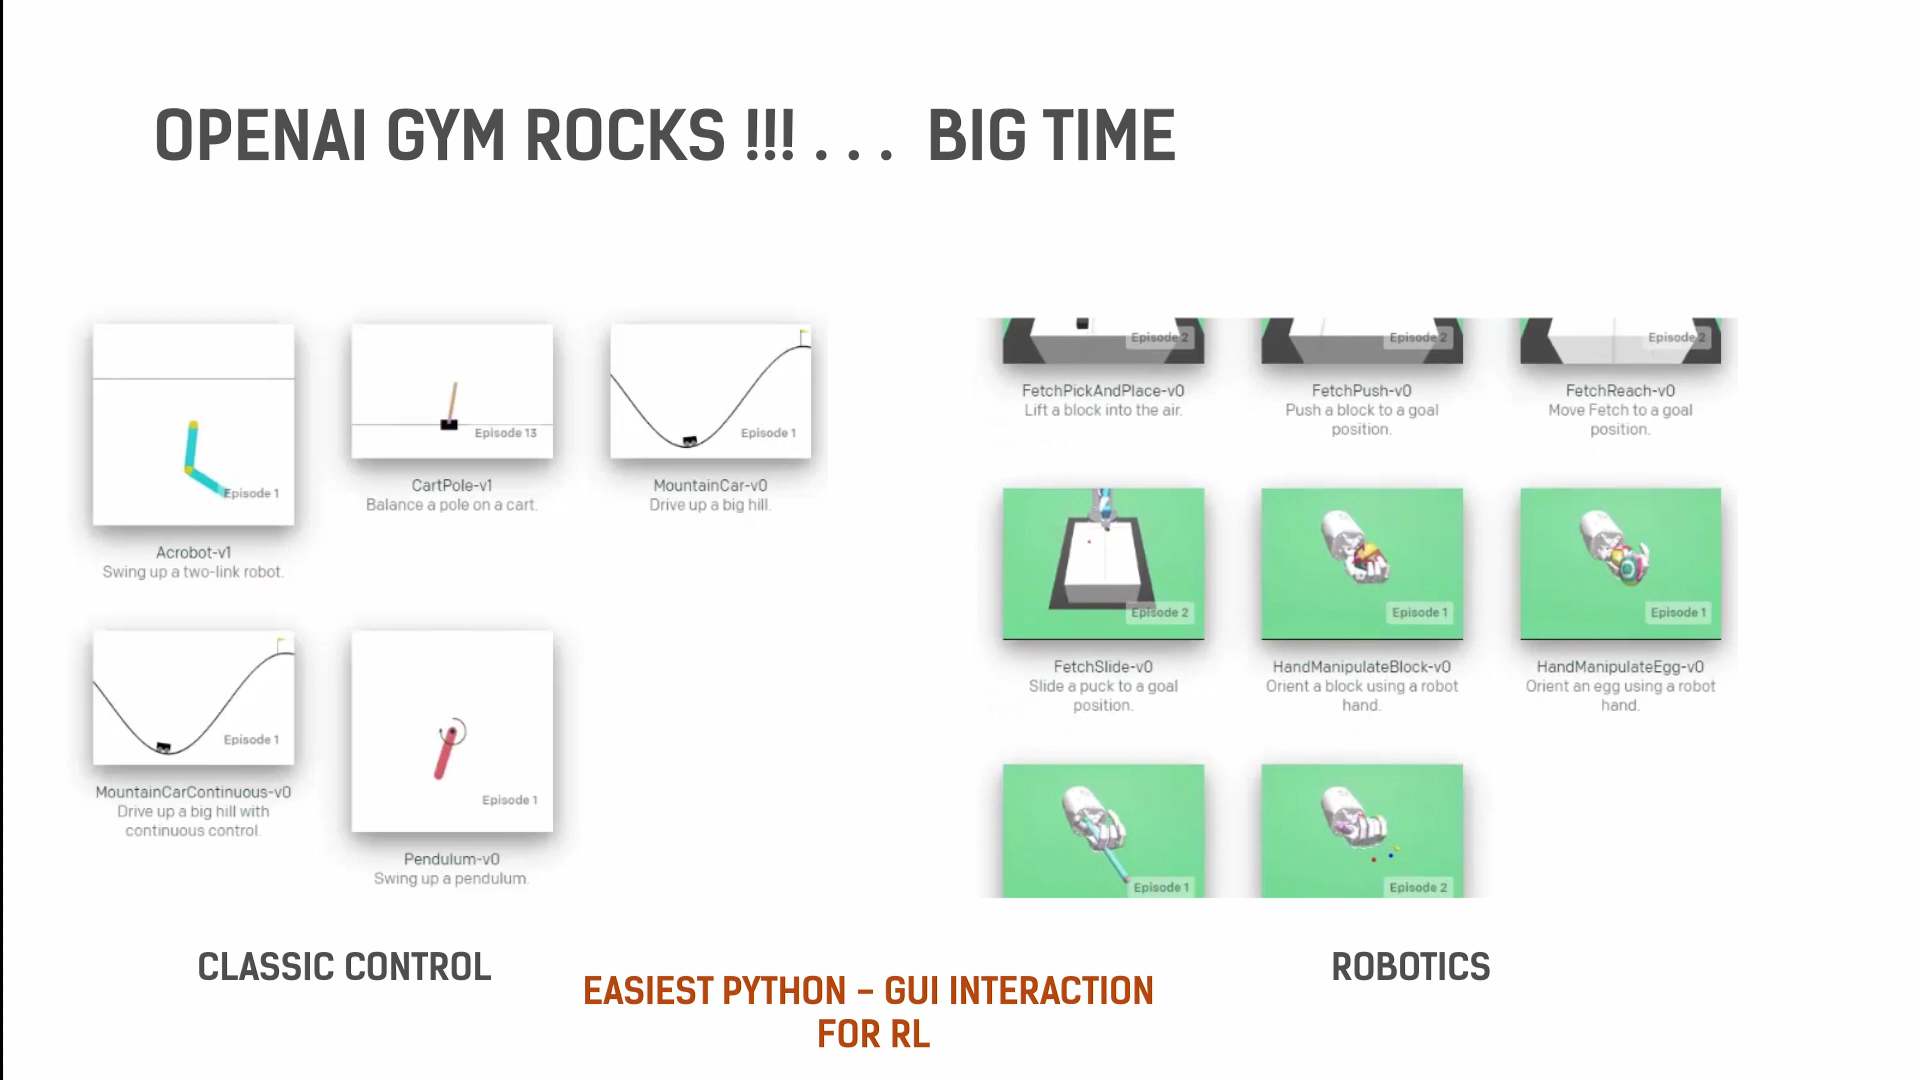 OPENAI GYM ROCKS !!! . . . BIG TIME
Episode 1
Acrobot-v1
Swing up a two-link robot.
Episode 13
CartPole-v1
Balance a pole on a cart.
Episode 1
MountainCar-v0
Drive up a big hill.
Episode 1
MountainCarContinuous-v0
Drive up a big hill with
continuous control.
Episode 1
Pendulum-v0
Swing up a pendulum.
CLASSIC CONTROL
Episode 2
FetchPickAndPlace-v0
Lift a block into the air.
Episode 2
FetchPush-v0
Push a block to a goal
position.
Episode 2
FetchReach-v0
Move Fetch to a goal
position.
Episode 2
FetchSlide-v0
Slide a puck to a goal
position.
Episode 1
HandManipulateBlock-v0
Orient a block using a robot
hand.
Episode 1
HandManipulateEgg-v0
Orient an egg using a robot
hand.
Episode 1
Episode 2
ROBOTICS
EASIEST PYTHON – GUI INTERACTION
FOR RL